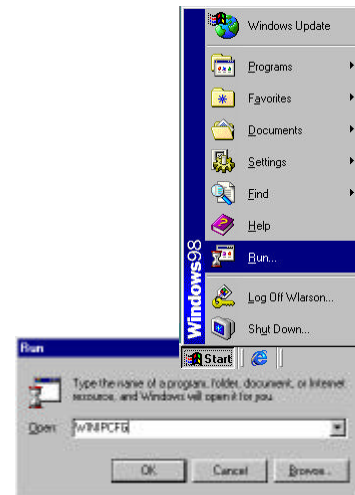 Windows Update
Programs
Favorites
Documents
Settings
Find
Help
Run...
Log Off Wlarson...
Shut Down...
Windows98
Start
Run
Type the name of a program, folder, document, or Internet
resource, and Windows will open it for you.
Open:
WINIPCFG
OK
Cancel
Browse...